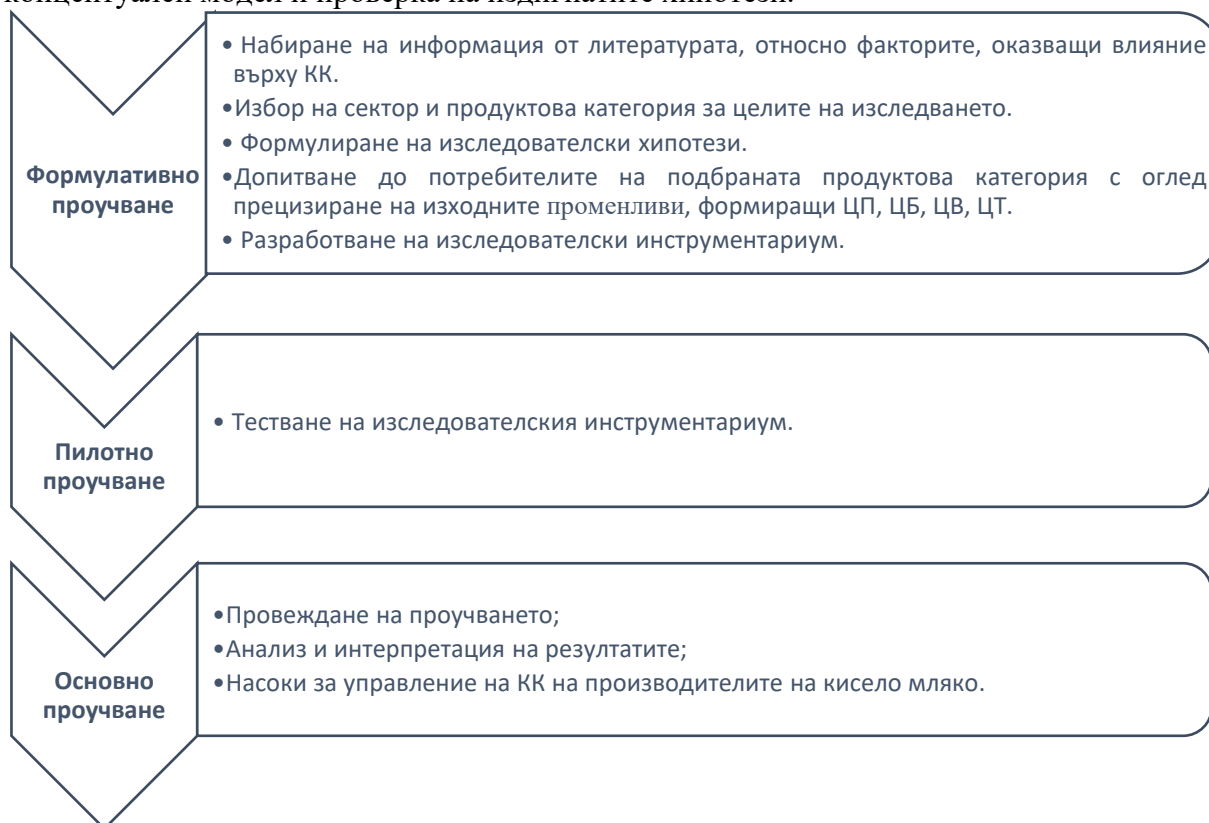 концептуален модел и проверка на издигнатите хипотези.
• Набиране на информация от литературата, относно факторите, оказващи влияние
върху КК.
•Избор на сектор и продуктова категория за целите на изследването.
• Формулиране на изследователски хипотези.
Формулативно
проучване
•Допитване до потребителите на подбраната продуктова категория с оглед
прецизиране на изходните променливи, формиращи ЦП, ЦБ, ЦВ, ЦТ.
• Разработване на изследователски инструментариум.
Пилотно
проучване
• Тестване на изследователския инструментариум.
Основно
проучване
•Провеждане на проучването;
•Анализ и интерпретация на резултатите;
•Насоки за управление на КК на производителите на кисело мляко.